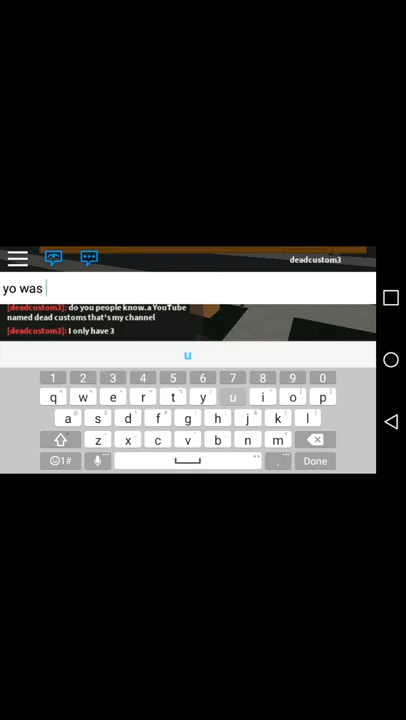 deadcustom3
yo was
[deadcustom3]: do you people know.a YouTube
named dead customs that's my channel
[deadcustom3]: I only have 3
u
1 2 3 4 5 6 7 8 9 0
q w e r t y u i o p
a s d f g h j k l
z x c v b n m
1# . Done